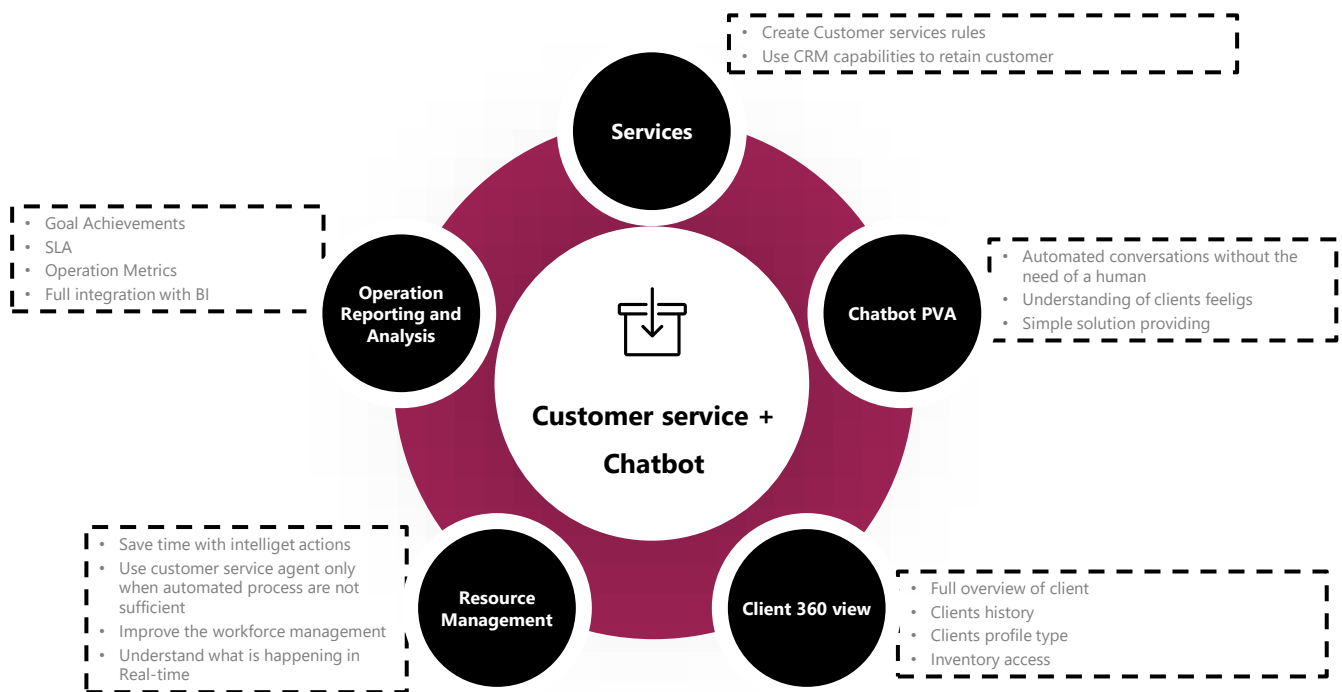 • Create Customer services rules
• Use CRM capabilities to retain customer
Services
• Goal Achievements
• SLA
• Operation Metrics
• Full integration with BI
Operation
Reporting and
Analysis
Customer service +
Chatbot
Chatbot PVA
• Automated conversations without the
need of a human
• Understanding of clients feeligs
• Simple solution providing
• Save time with intelliget actions
• Use customer service agent only
when automated process are not
sufficient
• Improve the workforce management
• Understand what is happening in
Real-time
Resource
Management
Client 360 view
• Full overview of client
• Clients history
• Clients profile type
• Inventory access